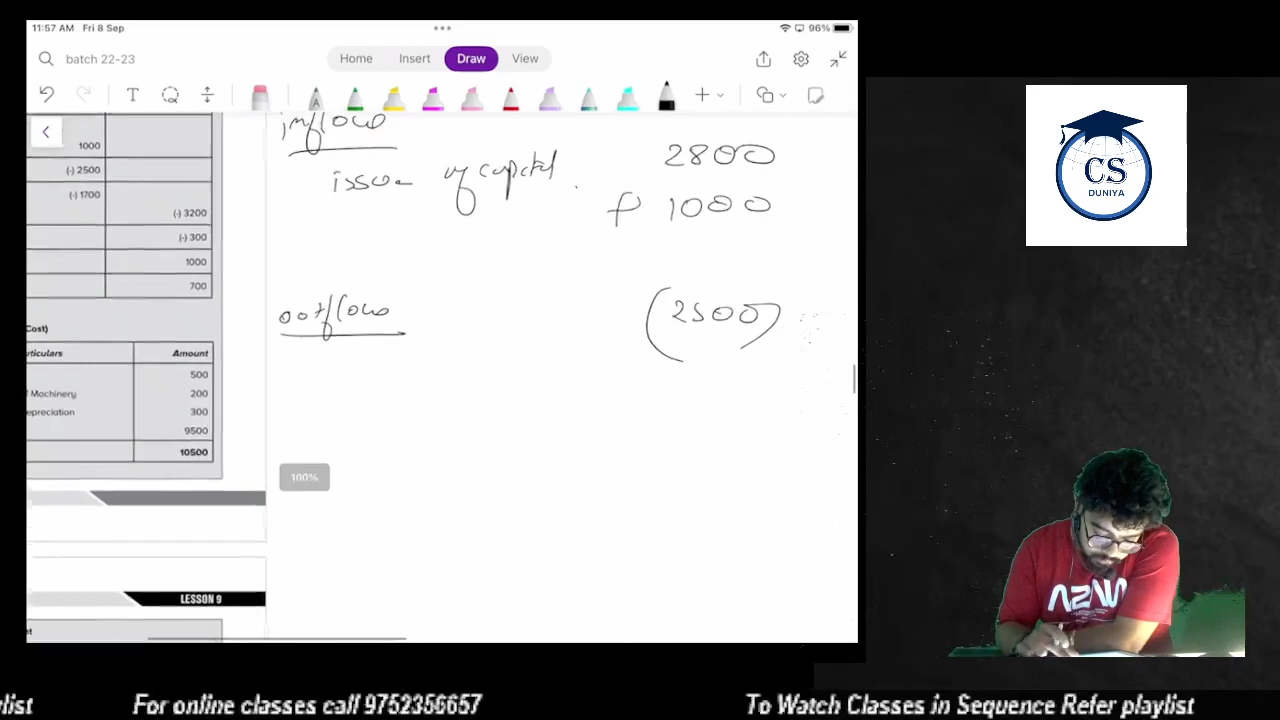 11:57 AM Fri 8 Sep
96%
batch 22-23
Home Insert Draw View
A
inflow
1000
(-) 2500
(-) 1700
(-) 3200
(-) 300
1000
700
issue of capital
2800
1000
outflow
(2500)
Cost)
rticulars Amount
500
Machinery 200
epreciation 300
9500
10500
100%
LESSON 9
CS
DUNIYA
AZAW
list For online classes call 9752356657 To Watch Classes in Sequence Refer playlist